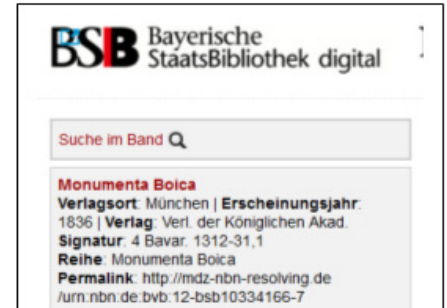 BSB Bayerische
StaatsBibliothek digital
Suche im Band
Monumenta Boica
Verlagsort: München | Erscheinungsjahr:
1836 | Verlag: Verl. der Königlichen Akad.
Signatur: 4 Bavar. 1312-31,1
Reihe: Monumenta Boica
Permalink: http://mdz-nbn-resolving.de
/urn:nbn:de:bvb:12-bsb10334166-7